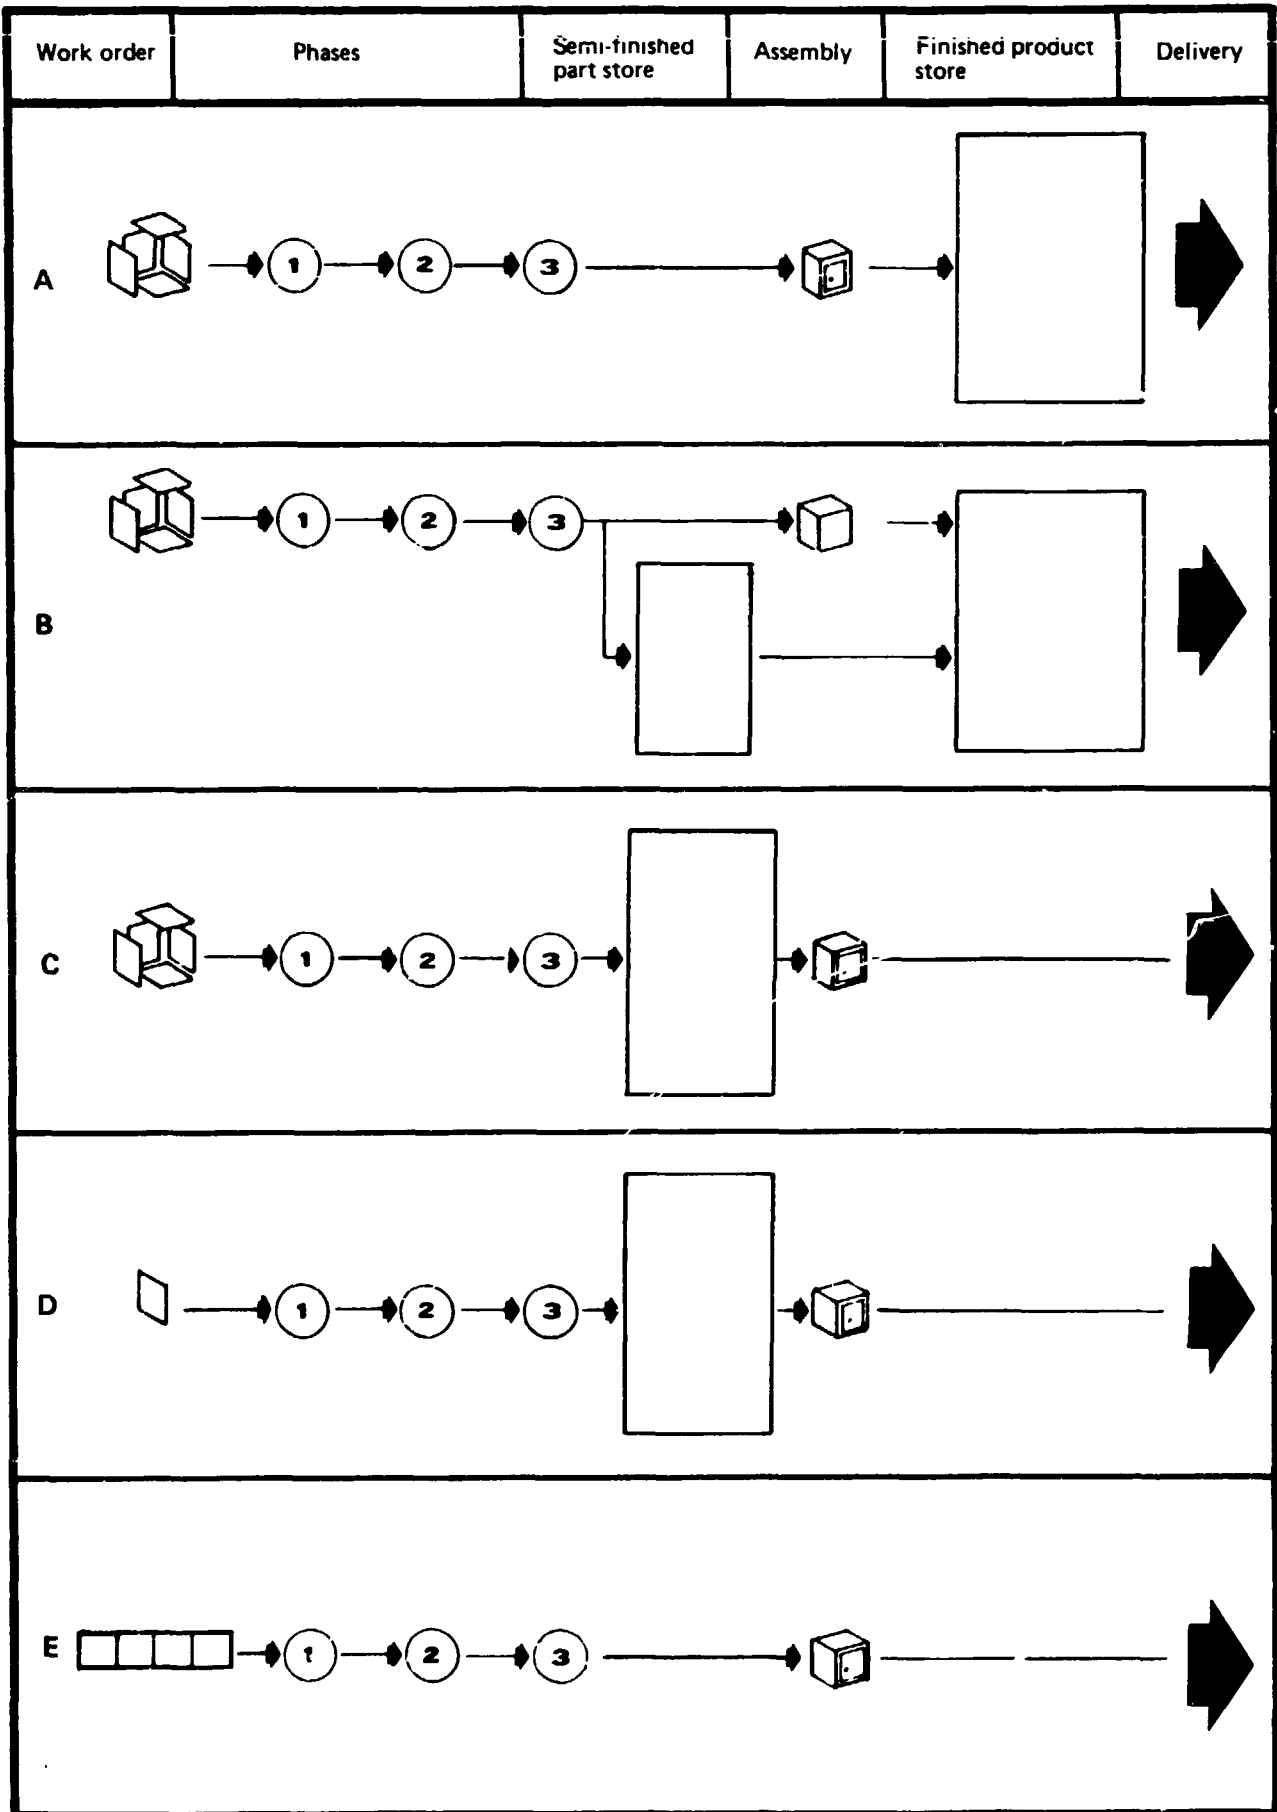 Work order
Phases
Semi-finished
part store
Assembly
Finished product
store
Delivery
A
1
2
3
B
1
2
3
C
1
2
3
D
1
2
3
E
1
2
3